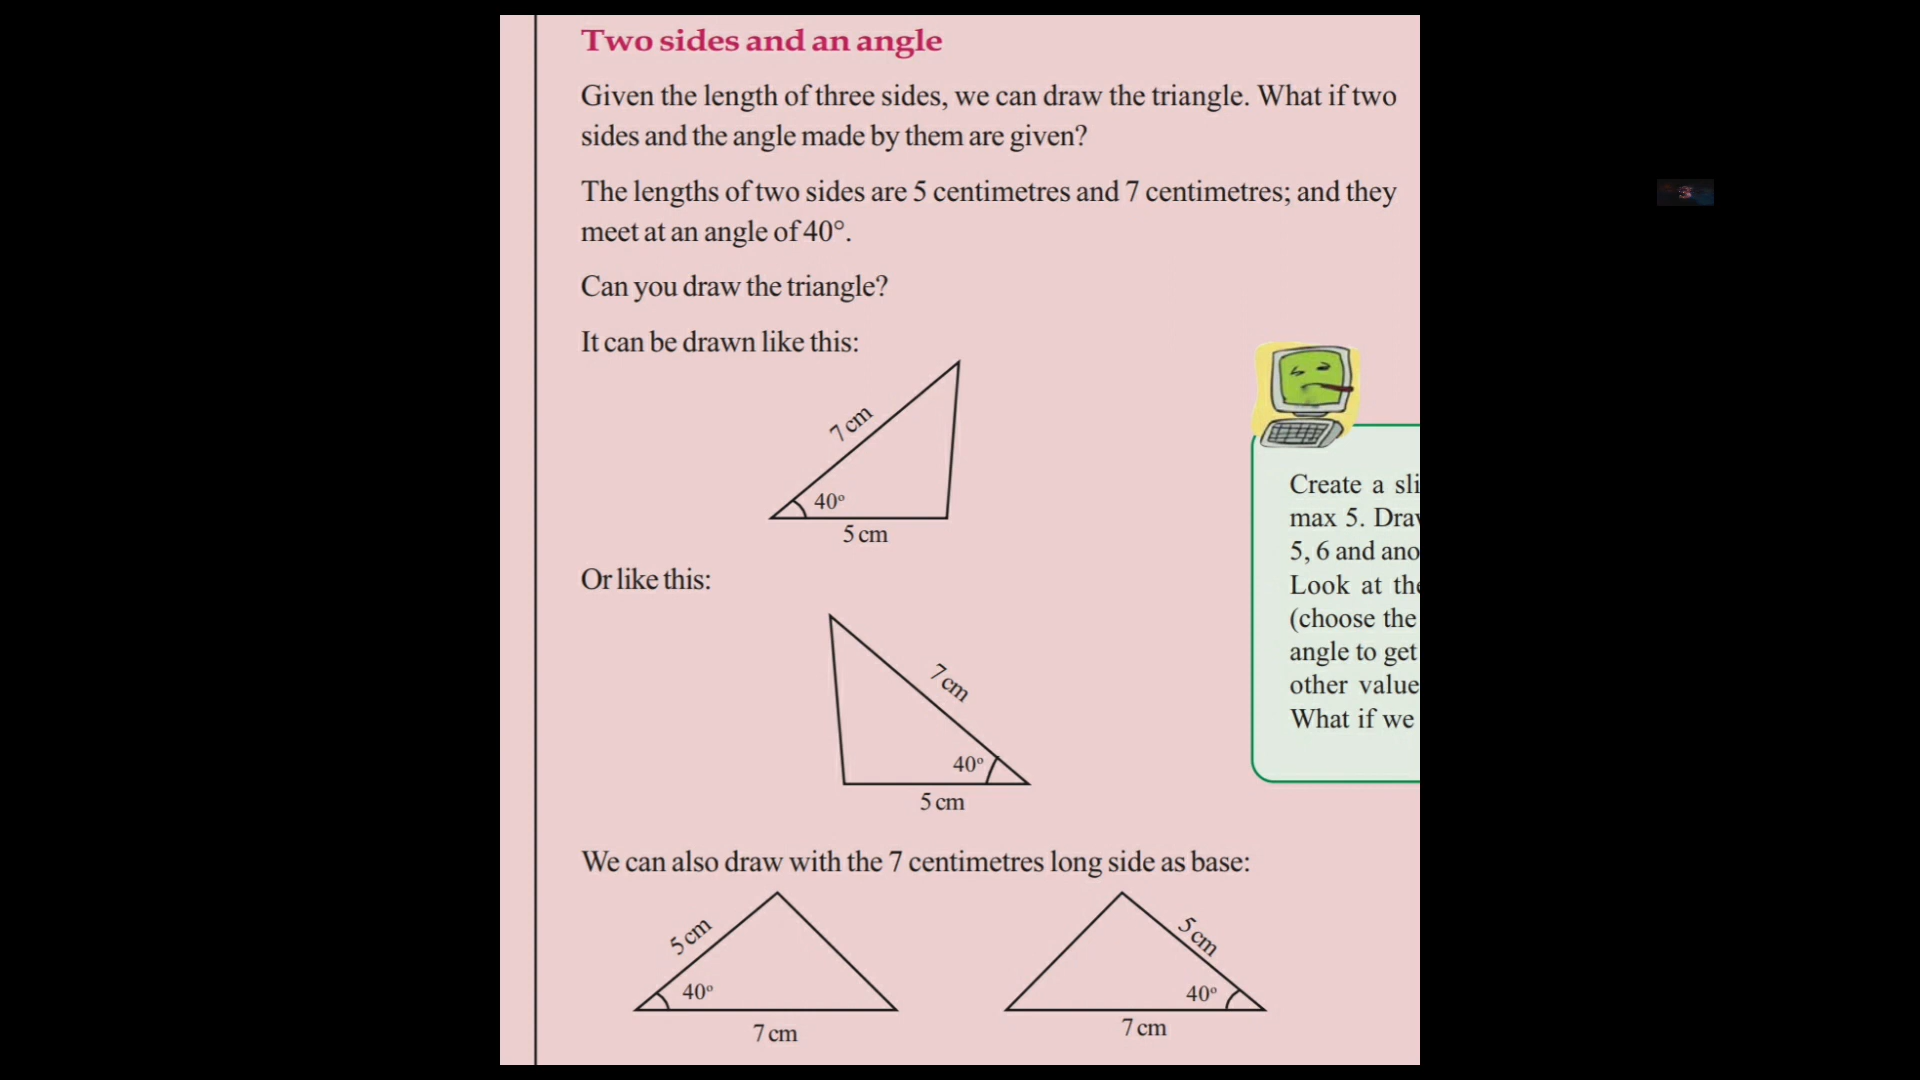 Two sides and an angle
Given the length of three sides, we can draw the triangle. What if two
sides and the angle made by them are given?
The lengths of two sides are 5 centimetres and 7 centimetres; and they
meet at an angle of 40°.
Can you draw the triangle?
It can be drawn like this:
7 cm
40°
5 cm
Or like this:
7 cm
40°
5 cm
Create a sli
max 5. Draw
5, 6 and ano
Look at the
(choose the
angle to get
other value
What if we
We can also draw with the 7 centimetres long side as base:
5 cm
40°
7 cm
5 cm
40°
7 cm